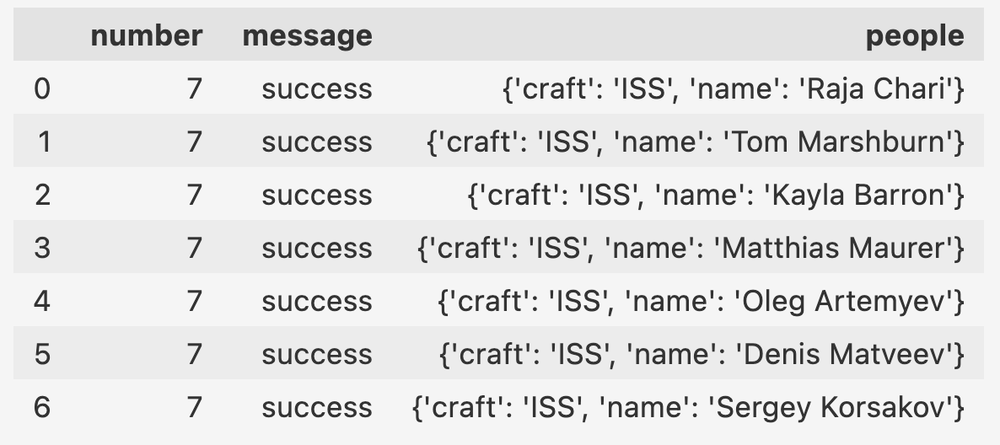 number message people
0 7 success {'craft': 'ISS', 'name': 'Raja Chari'}
1 7 success {'craft': 'ISS', 'name': 'Tom Marshburn'}
2 7 success {'craft': 'ISS', 'name': 'Kayla Barron'}
3 7 success {'craft': 'ISS', 'name': 'Matthias Maurer'}
4 7 success {'craft': 'ISS', 'name': 'Oleg Artemyev'}
5 7 success {'craft': 'ISS', 'name': 'Denis Matveev'}
6 7 success {'craft': 'ISS', 'name': 'Sergey Korsakov'}